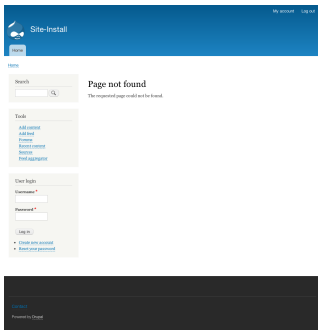 My account Log out
Site-Install
Home
Home
Search
Page not found
The requested page could not be found.
Tools
Add content
Add feed
Forums
Recent content
Sources
Feed aggregator
User login
Username *
Password *
Log in
Create new account
Reset your password
Contact
Powered by Drupal